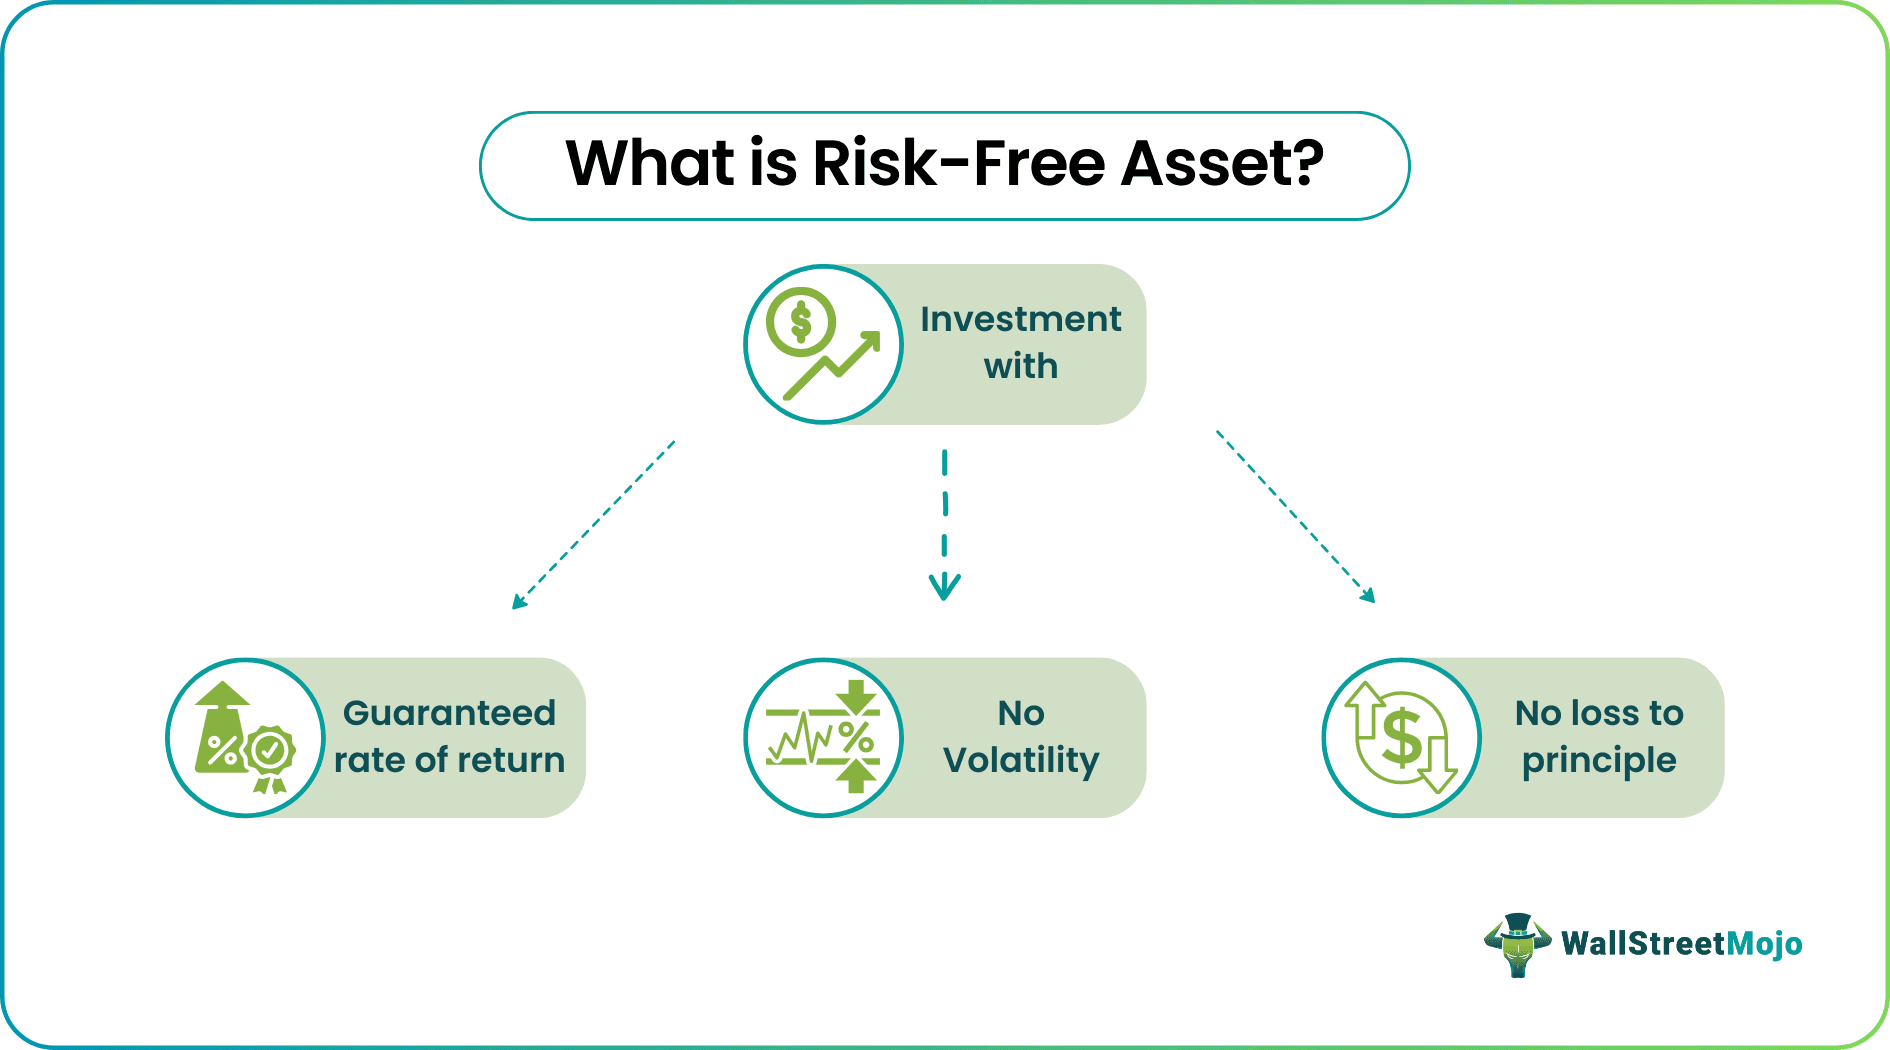 What is Risk-Free Asset?
$
Investment
with
%
Guaranteed
rate of return
%
No
Volatility
$
No loss to
principle
WallStreetMojo